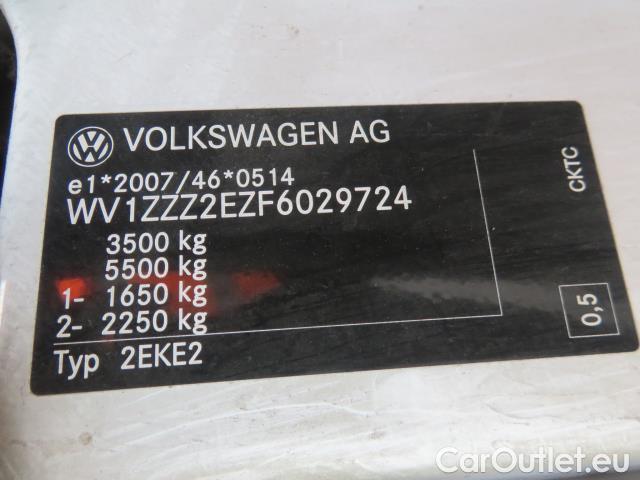 VOLKSWAGEN AG
e1*2007/46*0514
WV1ZZZ2EZF6029724
3500 kg
5500 kg
1- 1650 kg
2- 2250 kg
Typ 2EKE2
CKTC
0,5
CarOutlet.eu